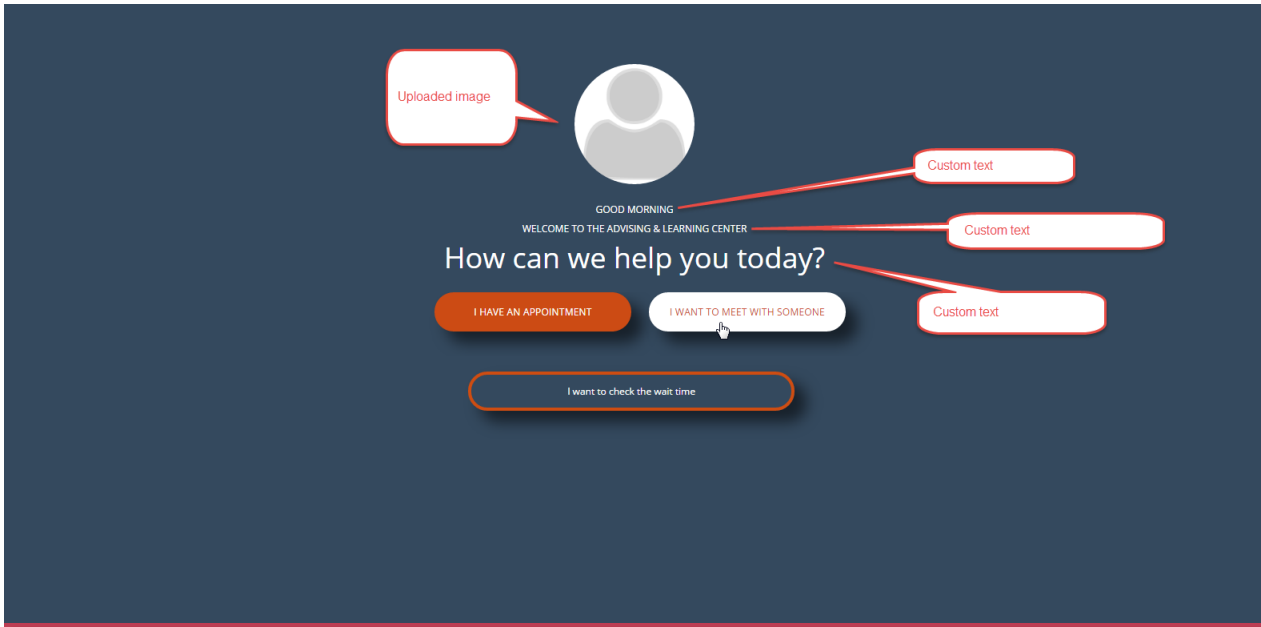 Uploaded image
Custom text
GOOD MORNING
Custom text
WELCOME TO THE ADVISING & LEARNING CENTER
How can we help you today?
Custom text
I HAVE AN APPOINTMENT
I WANT TO MEET WITH SOMEONE
I want to check the wait time